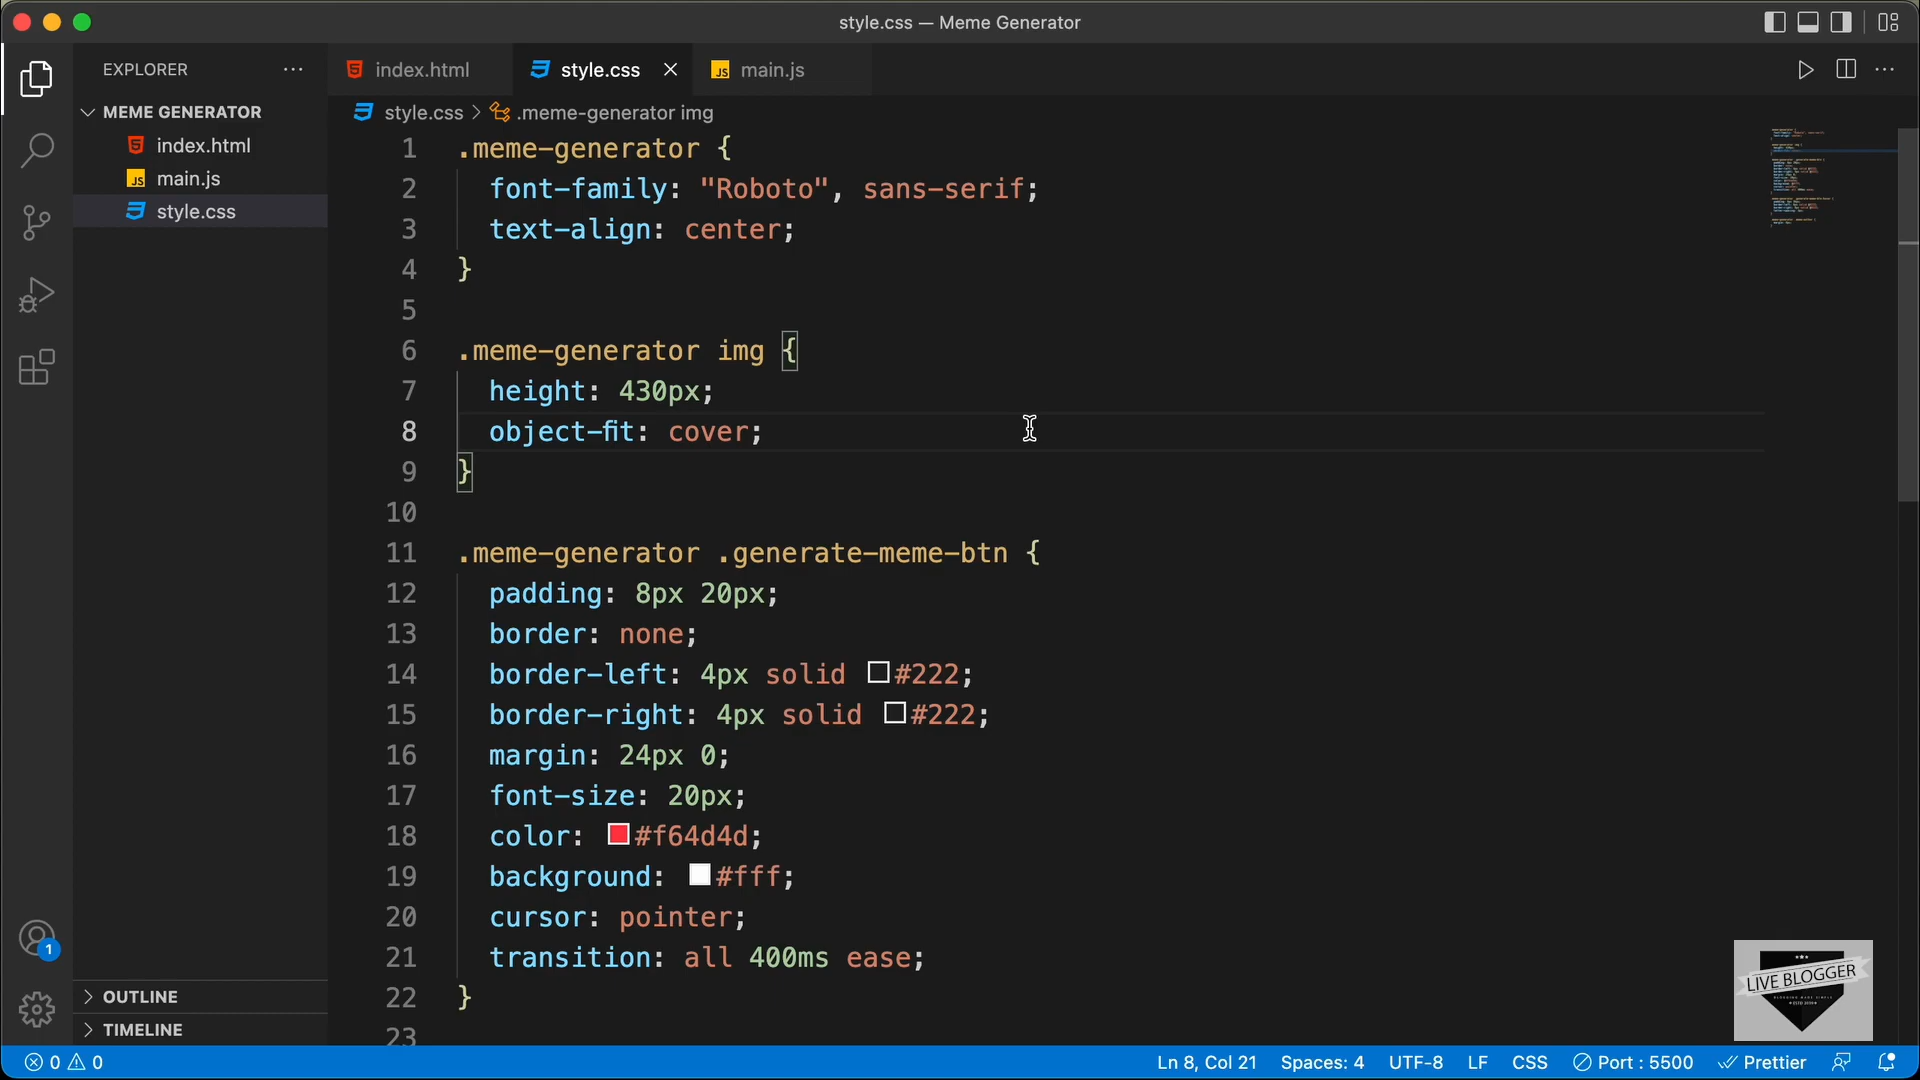 style.css — Meme Generator
EXPLORER
index.html
style.css
main.js
MEME GENERATOR
style.css > .meme-generator img
index.html
main.js
style.css
1 .meme-generator {
2 font-family: "Roboto", sans-serif;
3 text-align: center;
4 }
5
6 .meme-generator img {
7 height: 430px;
8 object-fit: cover;
9 }
10
11 .meme-generator .generate-meme-btn {
12 padding: 8px 20px;
13 border: none;
14 border-left: 4px solid #222;
15 border-right: 4px solid #222;
16 margin: 24px 0;
17 font-size: 20px;
18 color: #f64d4d;
19 background: #fff;
20 cursor: pointer;
21 transition: all 400ms ease;
22 }
23
1
OUTLINE
TIMELINE
LIVE BLOGGER
BLOGGING MADE SIMPLE
0 0
Ln 8, Col 21 Spaces: 4 UTF-8 LF CSS Port : 5500 Prettier